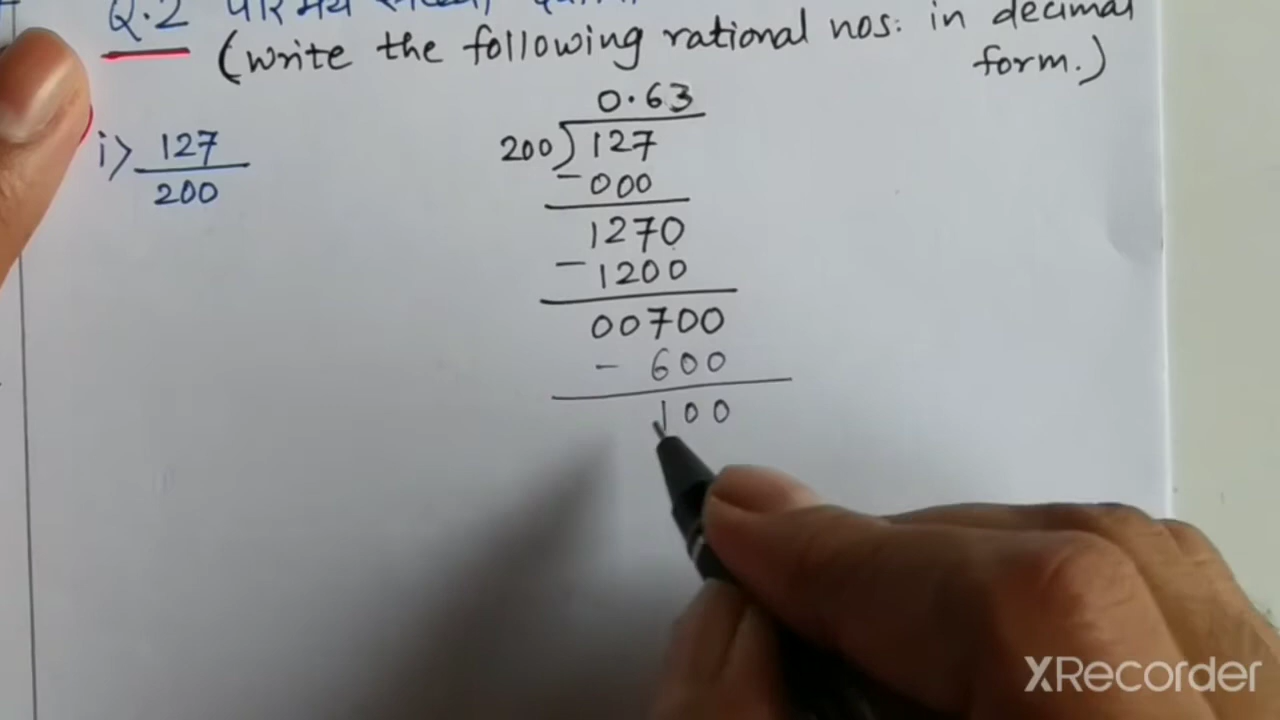 Q.2
(Write the following rational nos: in decimal
form.)
i> 127
200
0.63
200)127
-000
1270
-1200
00700
-600
100
XRecorder